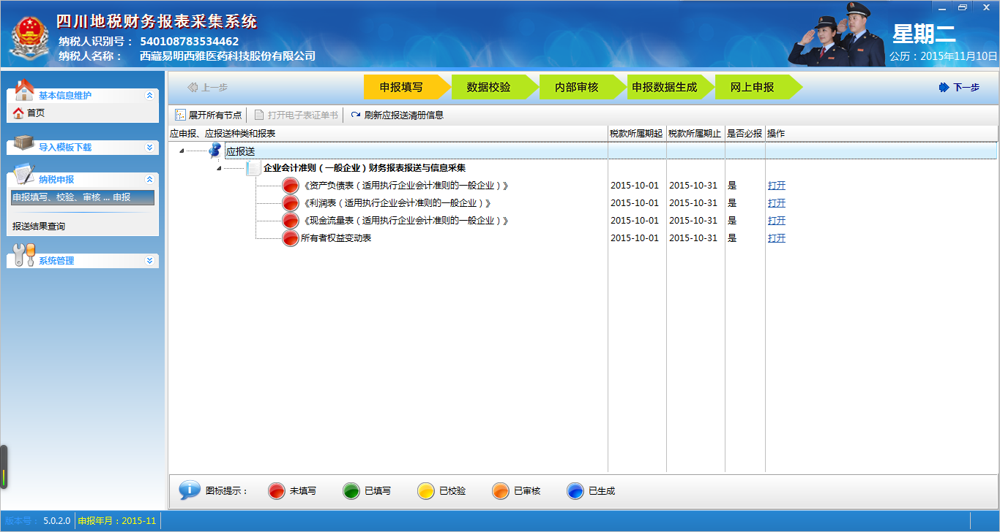 四川地税财务报表采集系统
纳税人识别号： 540108783534462
纳税人名称： 西藏易明西雅医药科技股份有限公司
星期二
公历：2015年11月10日
基本信息维护
首页
导入模板下载
纳税申报
申报填写、校验、审核 ... 申报
报送结果查询
系统管理
上一步 申报填写 数据校验 内部审核 申报数据生成 网上申报 下一步
展开所有节点 打开电子表证单书 刷新应报送清册信息
应申报、应报送种类和报表 税款所属期起 税款所属期止 是否必报 操作
应报送
企业会计准则（一般企业）财务报表报送与信息采集
《资产负债表（适用执行企业会计准则的一般企业）》 2015-10-01 2015-10-31 是 打开
《利润表（适用执行企业会计准则的一般企业）》 2015-10-01 2015-10-31 是 打开
《现金流量表（适用执行企业会计准则的一般企业）》 2015-10-01 2015-10-31 是 打开
所有者权益变动表 2015-10-01 2015-10-31 是 打开
图标提示： 未填写 已填写 已校验 已审核 已生成
版本号： 5.0.2.0 申报年月：2015-11